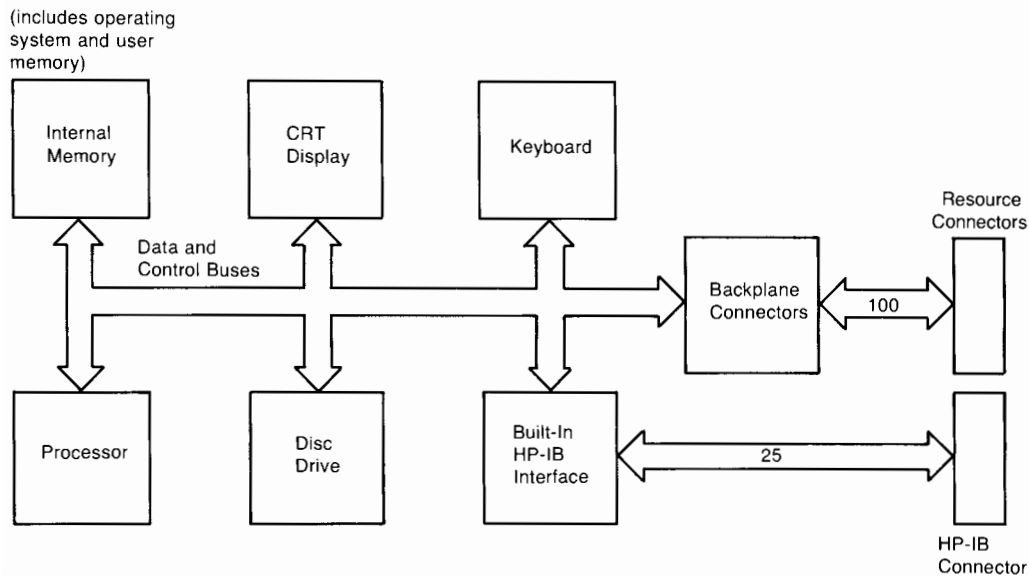 (includes operating
system and user
memory)
Internal
Memory
CRT
Display
Keyboard
Resource
Connectors
Data and
Control Buses
Backplane
Connectors
100
Processor
Disc
Drive
Built-In
HP-IB
Interface
25
HP-IB
Connector